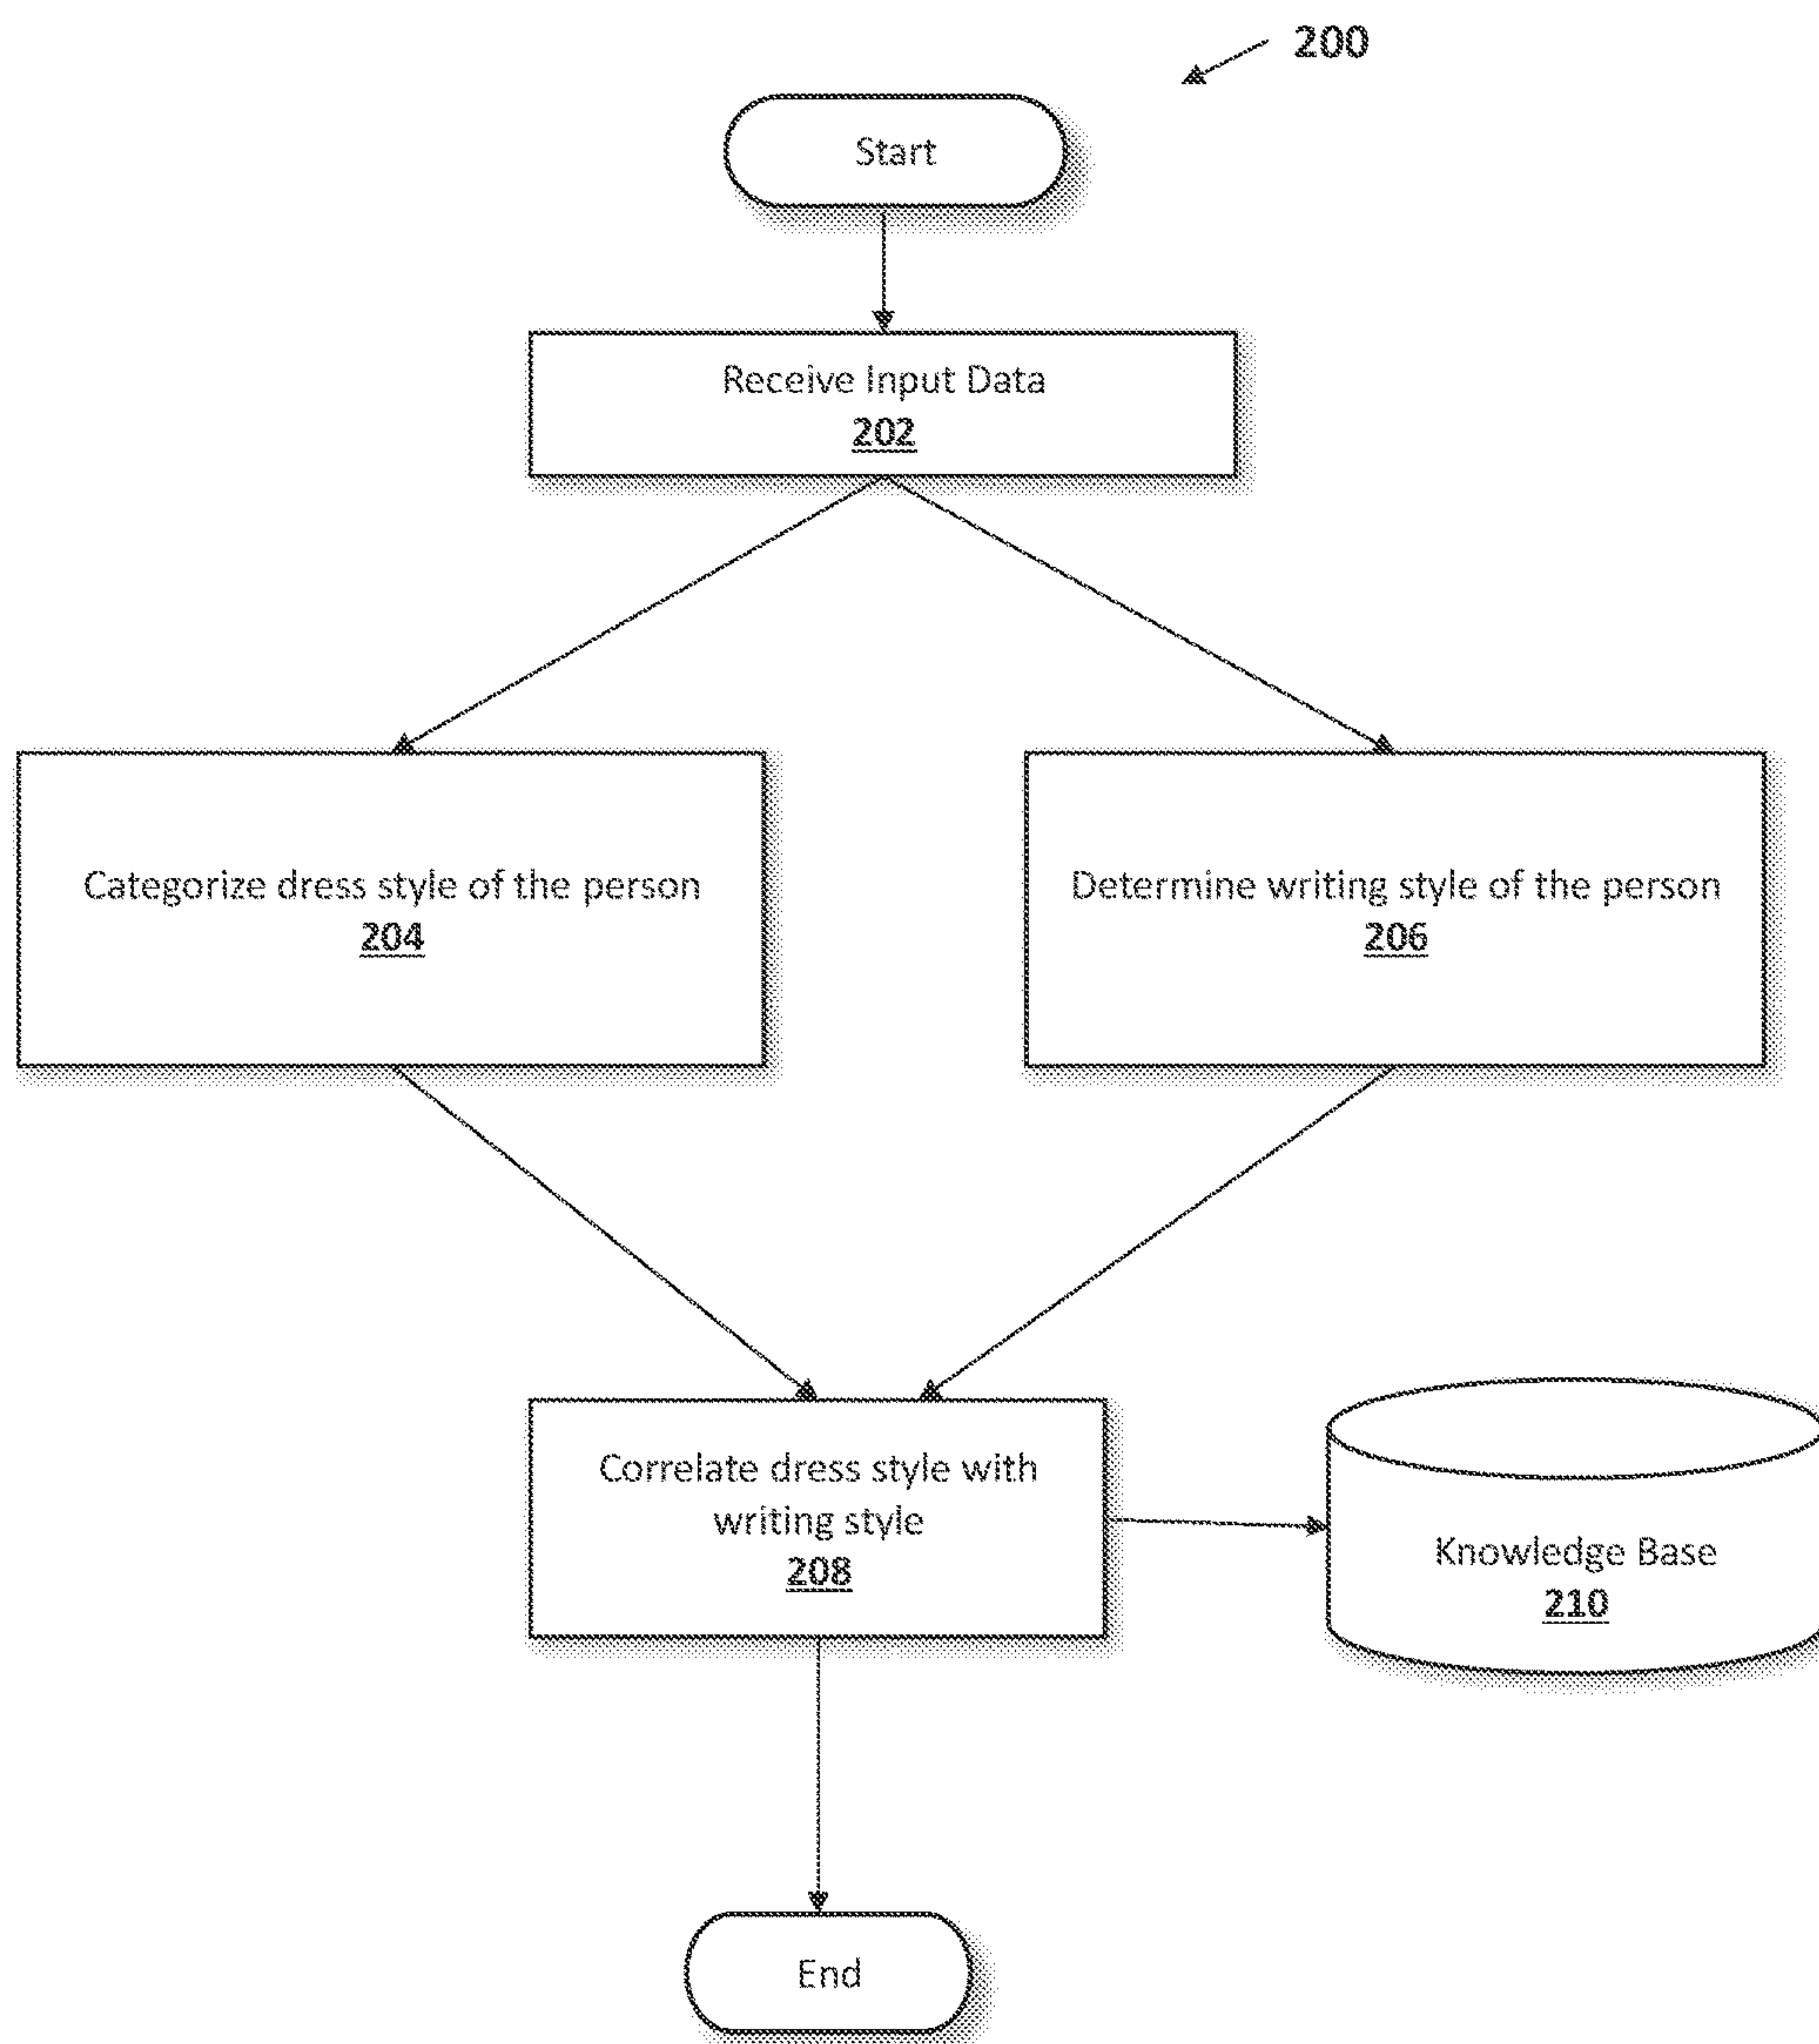 200
Start
Receive Input Data
202
Categorize dress style of the person
204
Determine writing style of the person
206
Correlate dress style with
writing style
208
Knowledge Base
210
End